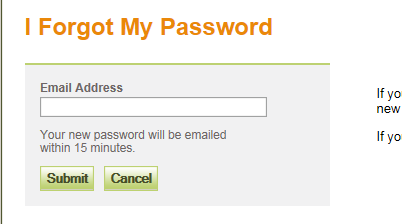 I Forgot My Password
Email Address
If yo
new
Your new password will be emailed
within 15 minutes.
If yo
Submit Cancel